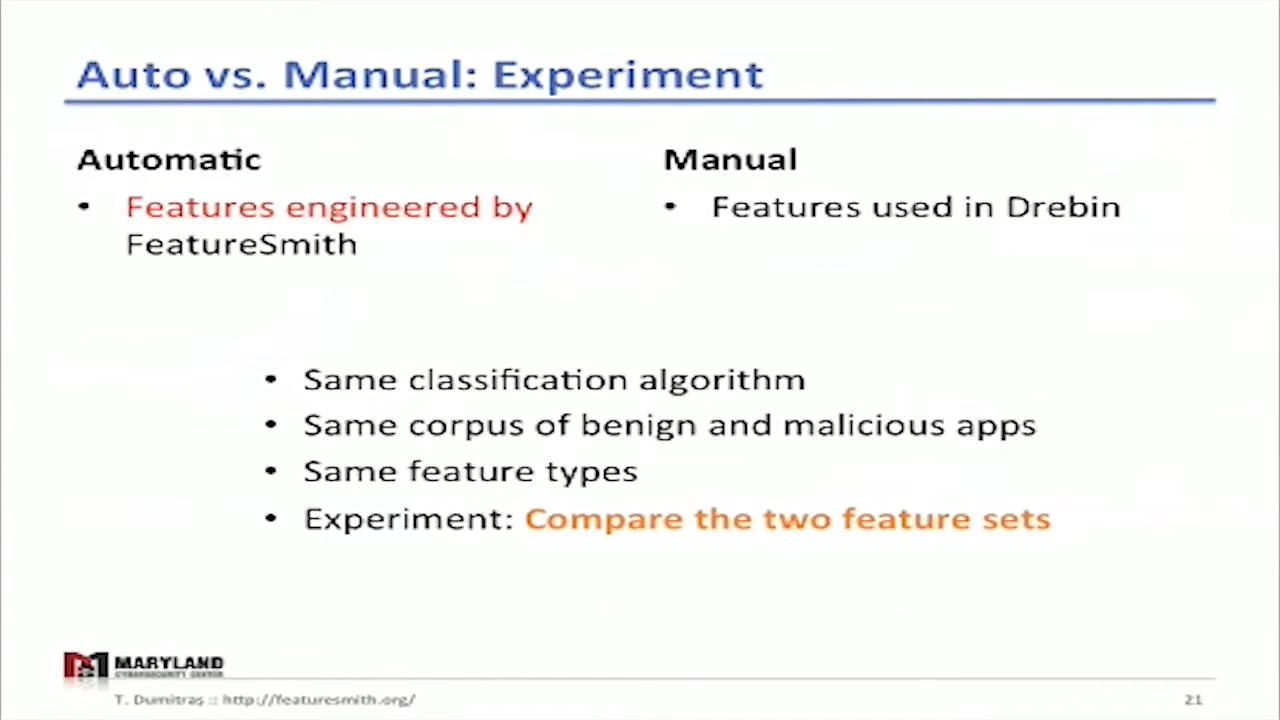 Auto vs. Manual: Experiment
Automatic
• Features engineered by
FeatureSmith
Manual
• Features used in Drebin
• Same classification algorithm
• Same corpus of benign and malicious apps
• Same feature types
• Experiment: Compare the two feature sets
MARYLAND
CYBERSECURITY CENTER
T. Dumitraş :: http://featuresmith.org/
21